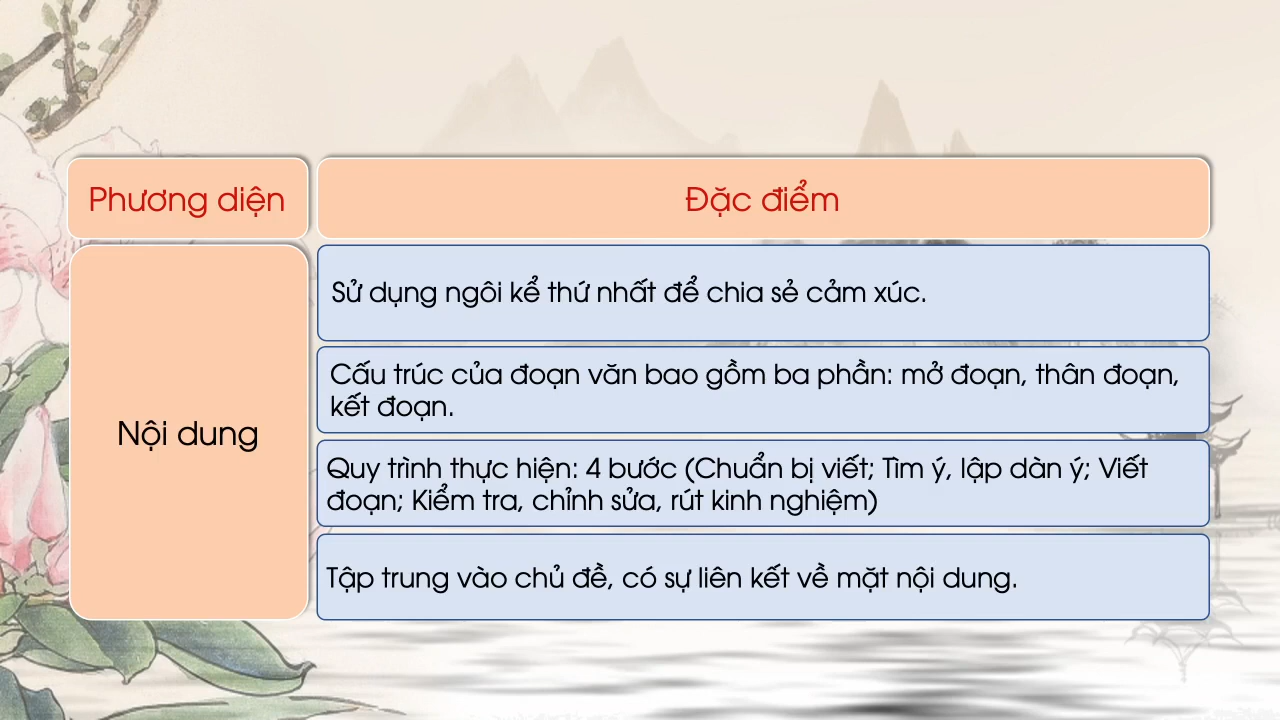 Phương diện
Đặc điểm
Nội dung
Sử dụng ngôi kể thứ nhất để chia sẻ cảm xúc.
Cấu trúc của đoạn văn bao gồm ba phần: mở đoạn, thân đoạn,
kết đoạn.
Quy trình thực hiện: 4 bước (Chuẩn bị viết; Tìm ý, lập dàn ý; Viết
đoạn; Kiểm tra, chỉnh sửa, rút kinh nghiệm)
Tập trung vào chủ đề, có sự liên kết về mặt nội dung.